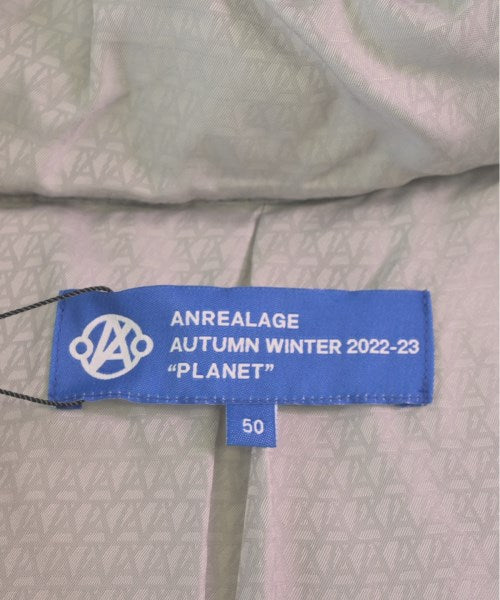 ANREALAGE
AUTUMN WINTER 2022-23
“PLANET”
50